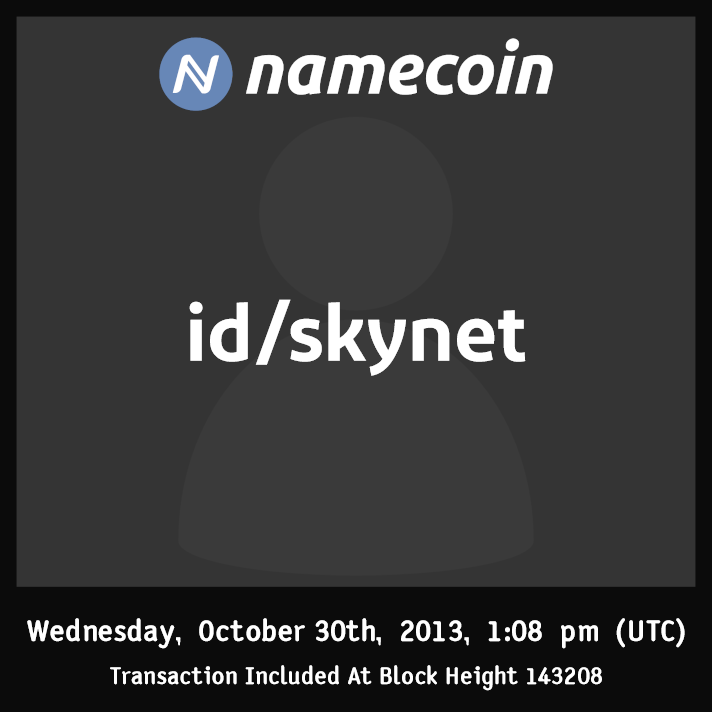 namecoin
id/skynet
Wednesday, October 30th, 2013, 1:08 pm (UTC)
Transaction Included At Block Height 143208